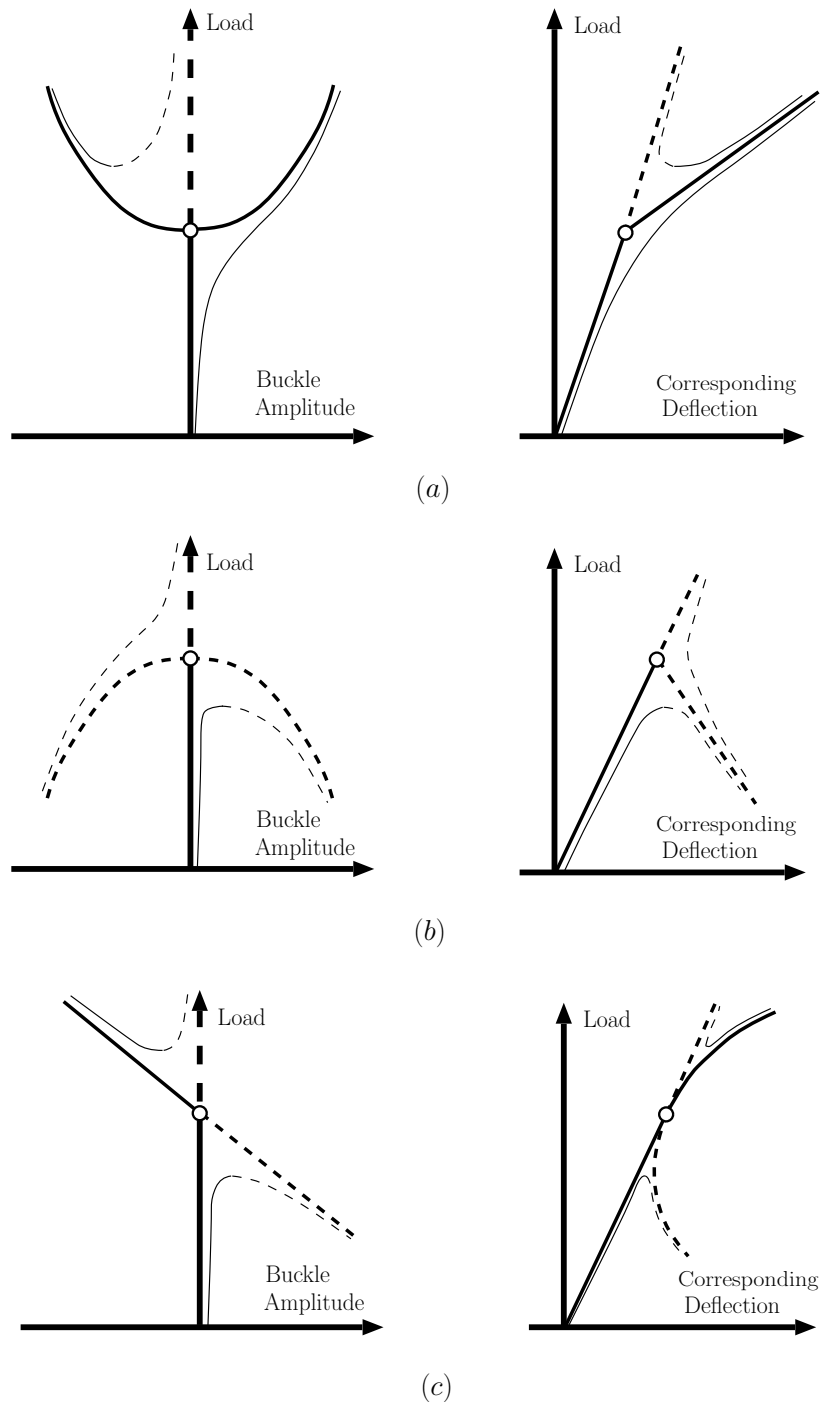 Load
Load
Buckle
Amplitude
Corresponding
Deflection
(a)
Load
Load
Buckle
Amplitude
Corresponding
Deflection
(b)
Load
Load
Buckle
Amplitude
Corresponding
Deflection
(c)